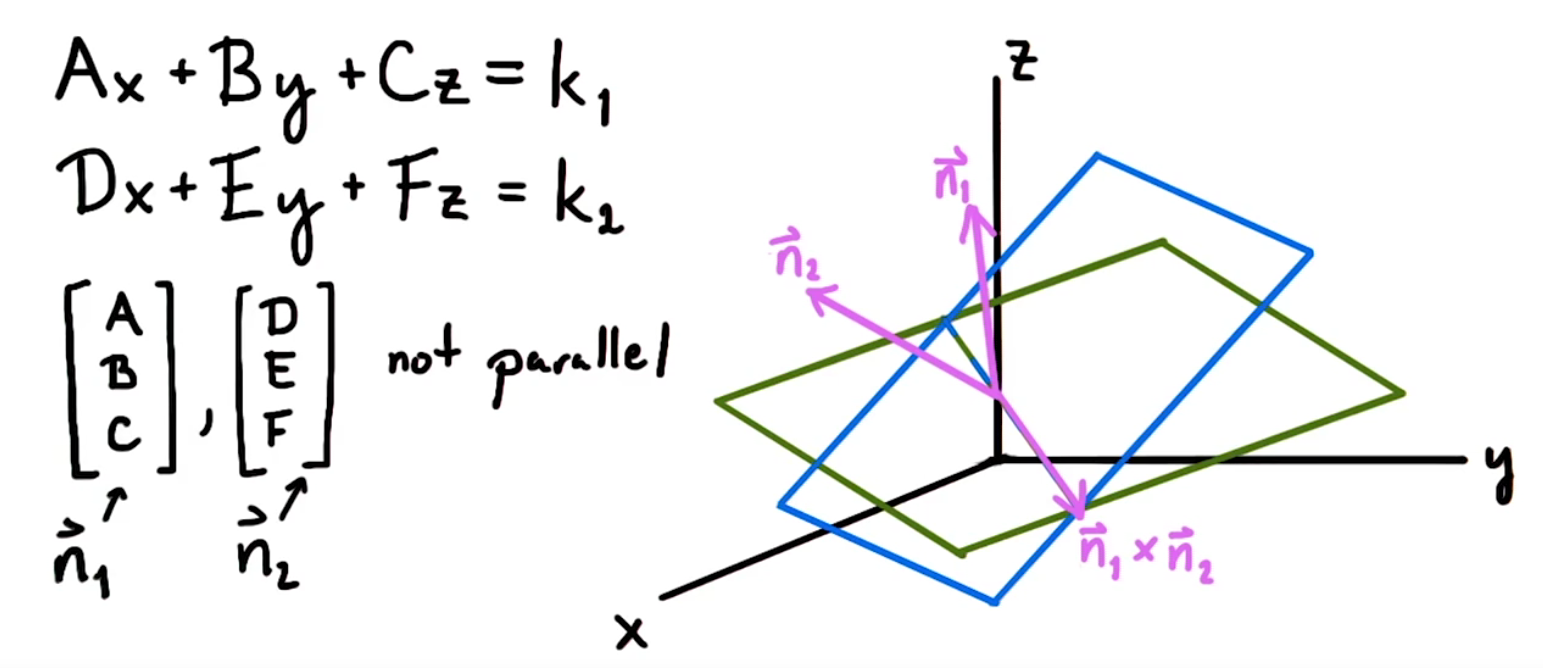 Ax + By + Cz = k₁
Dx + Ey + Fz = k₂
[A B C], [D E F] not parallel
n⃗₁ n⃗₂
z
n⃗₁
n⃗₂
y
n⃗₁ × n⃗₂
x